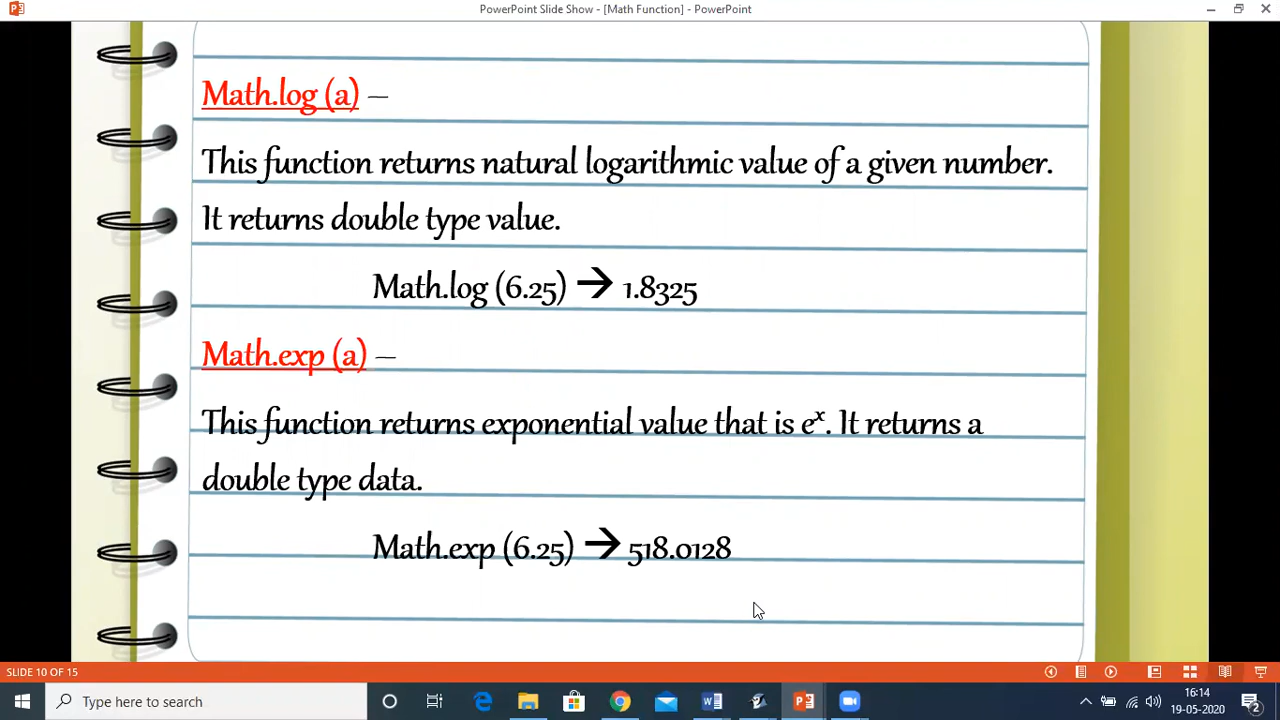 PowerPoint Slide Show - [Math Function] - PowerPoint
Math.log (a) –
This function returns natural logarithmic value of a given number.
It returns double type value.
Math.log (6.25) → 1.8325
Math.exp (a) –
This function returns exponential value that is eˣ. It returns a
double type data.
Math.exp (6.25) → 518.0128
SLIDE 10 OF 15
Type here to search
16:14
19-05-2020
2